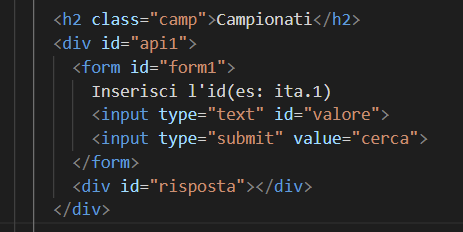 <h2 class="camp">Campionati</h2>
<div id="api1">
<form id="form1">
Inserisci l'id(es: ita.1)
<input type="text" id="valore">
<input type="submit" value="cerca">
</form>
<div id="risposta"></div>
</div>